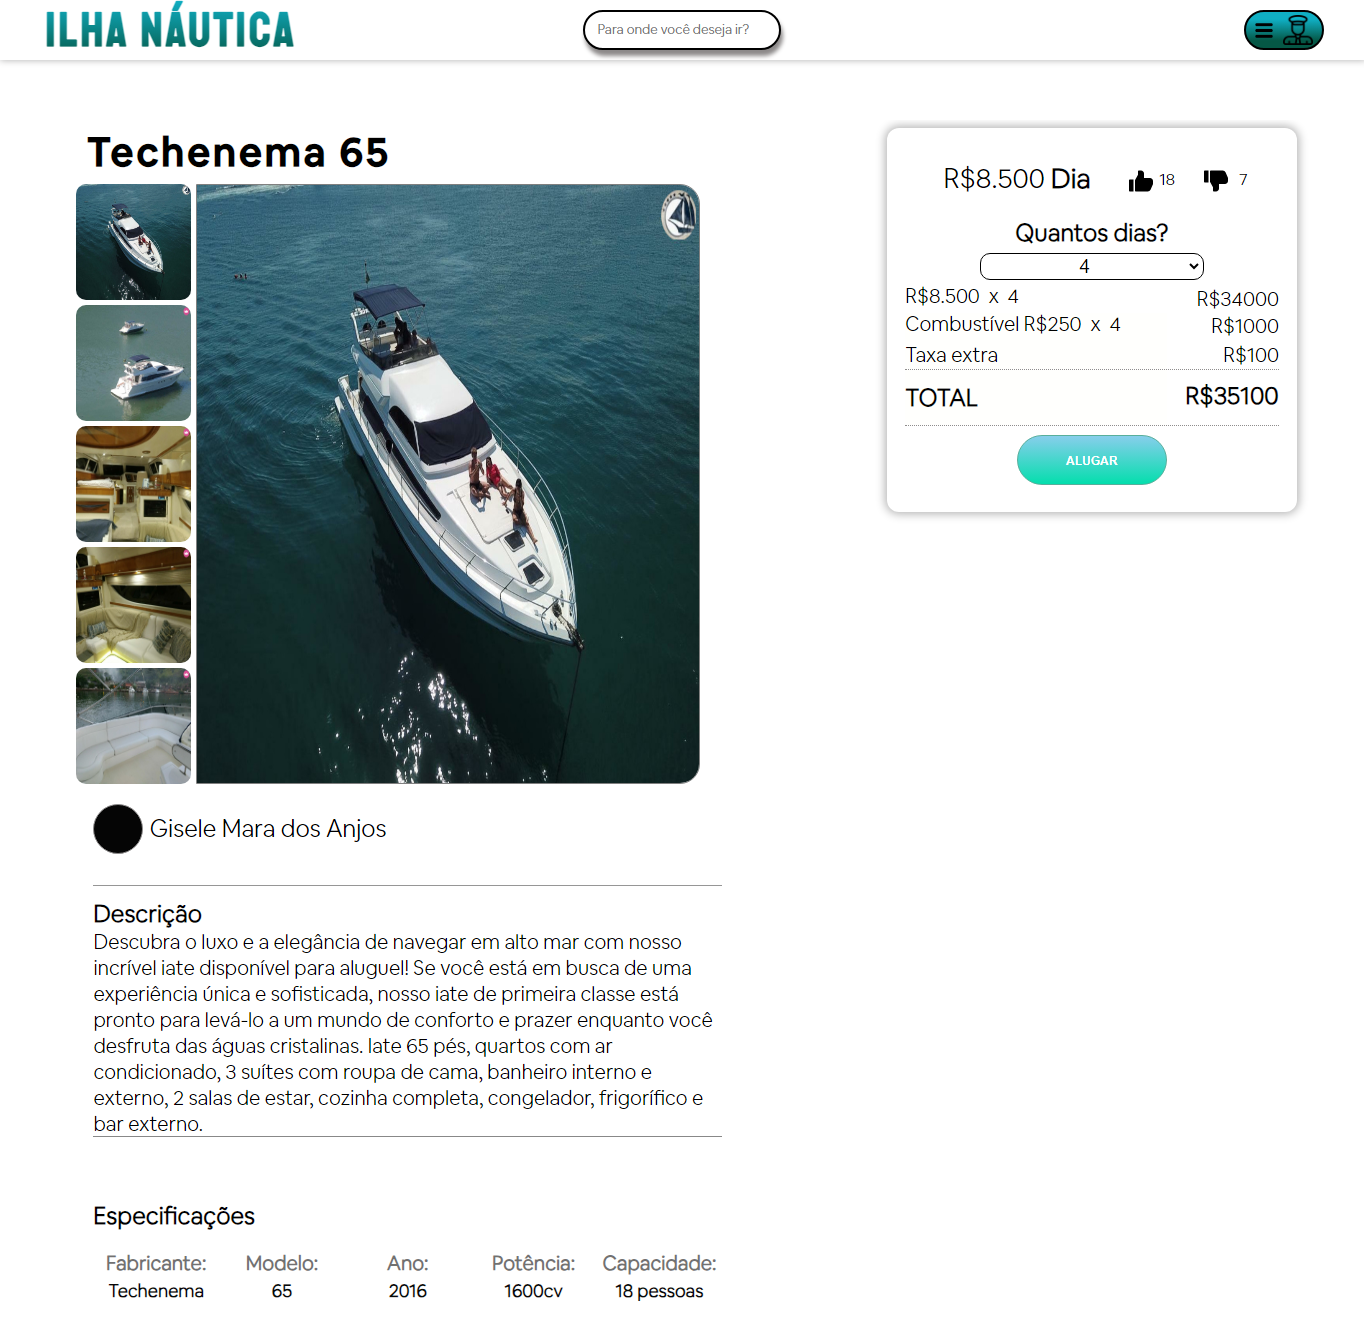 ILHA NÁUTICA
Para onde você deseja ir?
Techenema 65
R$8.500 Dia
18
7
Quantos dias?
4
R$8.500 x 4 R$34000
Combustível R$250 x 4 R$1000
Taxa extra R$100
TOTAL R$35100
ALUGAR
Gisele Mara dos Anjos
Descrição
Descubra o luxo e a elegância de navegar em alto mar com nosso
incrível iate disponível para aluguel! Se você está em busca de uma
experiência única e sofisticada, nosso iate de primeira classe está
pronto para levá-lo a um mundo de conforto e prazer enquanto você
desfruta das águas cristalinas. Iate 65 pés, quartos com ar
condicionado, 3 suítes com roupa de cama, banheiro interno e
externo, 2 salas de estar, cozinha completa, congelador, frigorífico e
bar externo.
Especificações
Fabricante: Modelo: Ano: Potência: Capacidade:
Techenema 65 2016 1600cv 18 pessoas